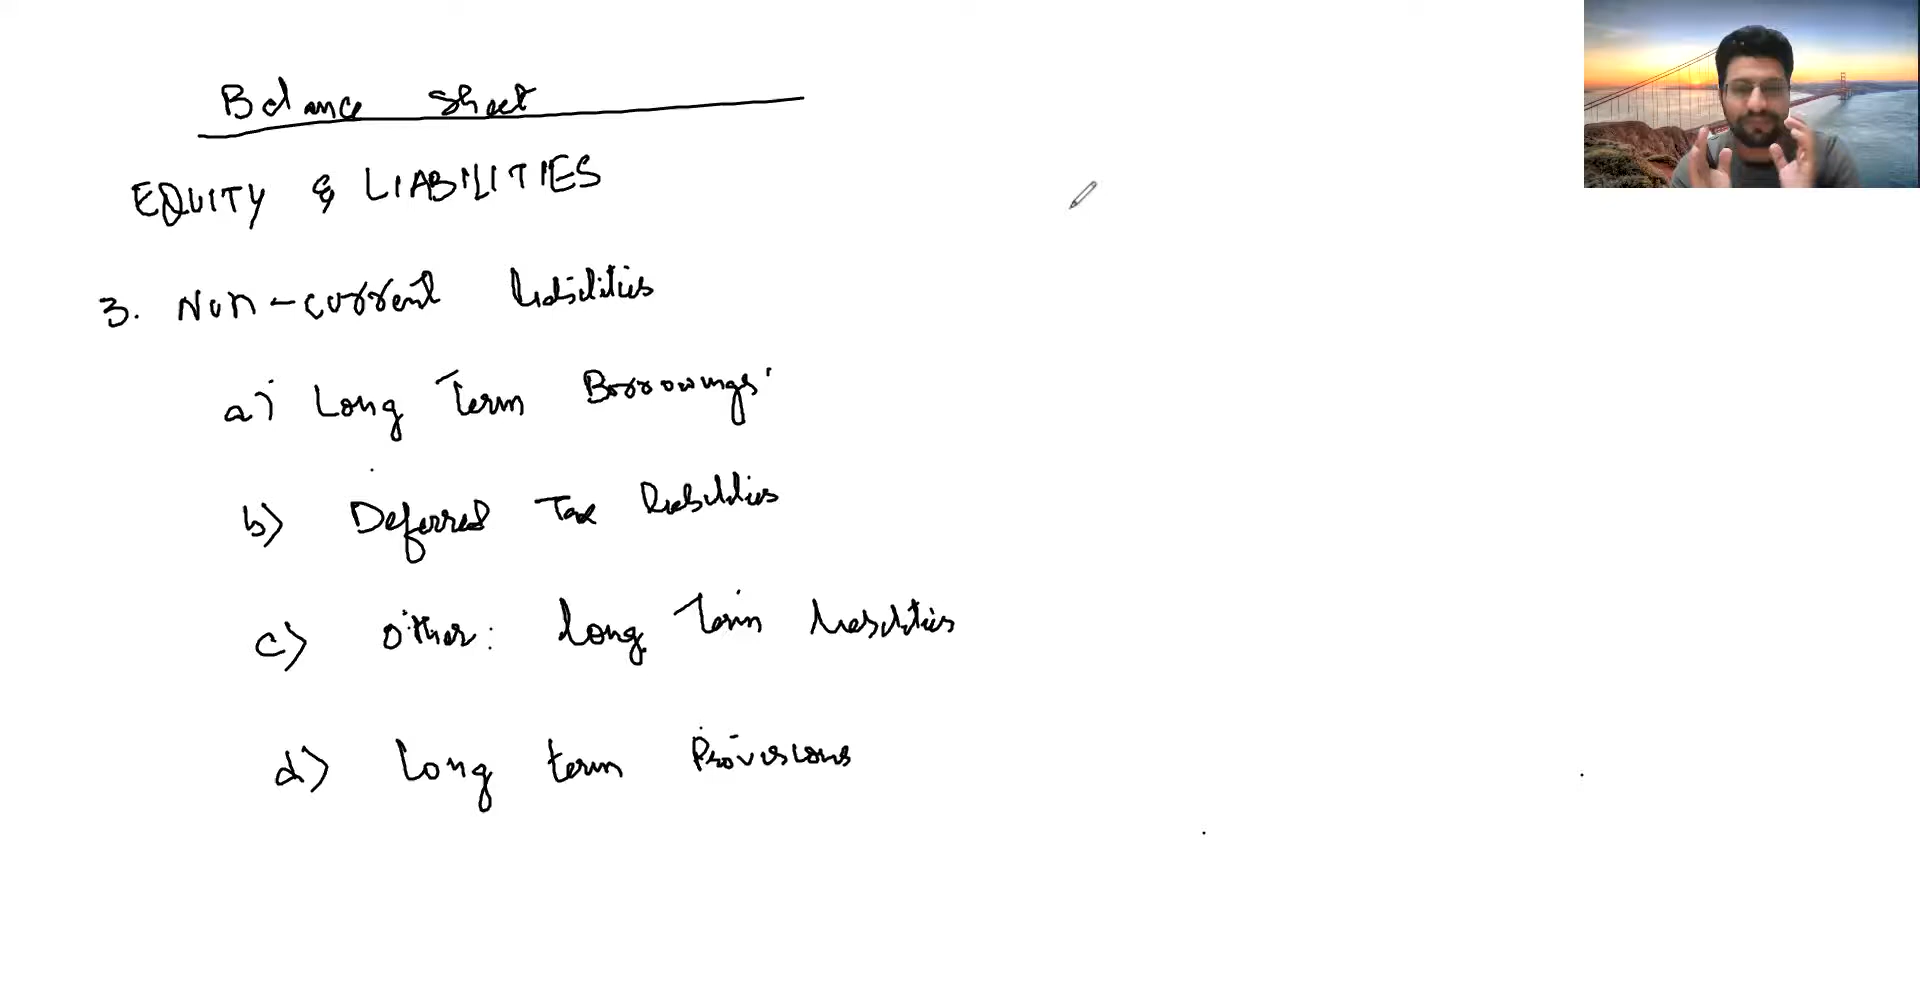 Balance Sheet
EQUITY & LIABILITIES
3. Non-current liabilities
a) Long Term Borrowings
b) Deferred Tax Liabilities
c) Other: Long Term Liabilities
d) Long term Provisions